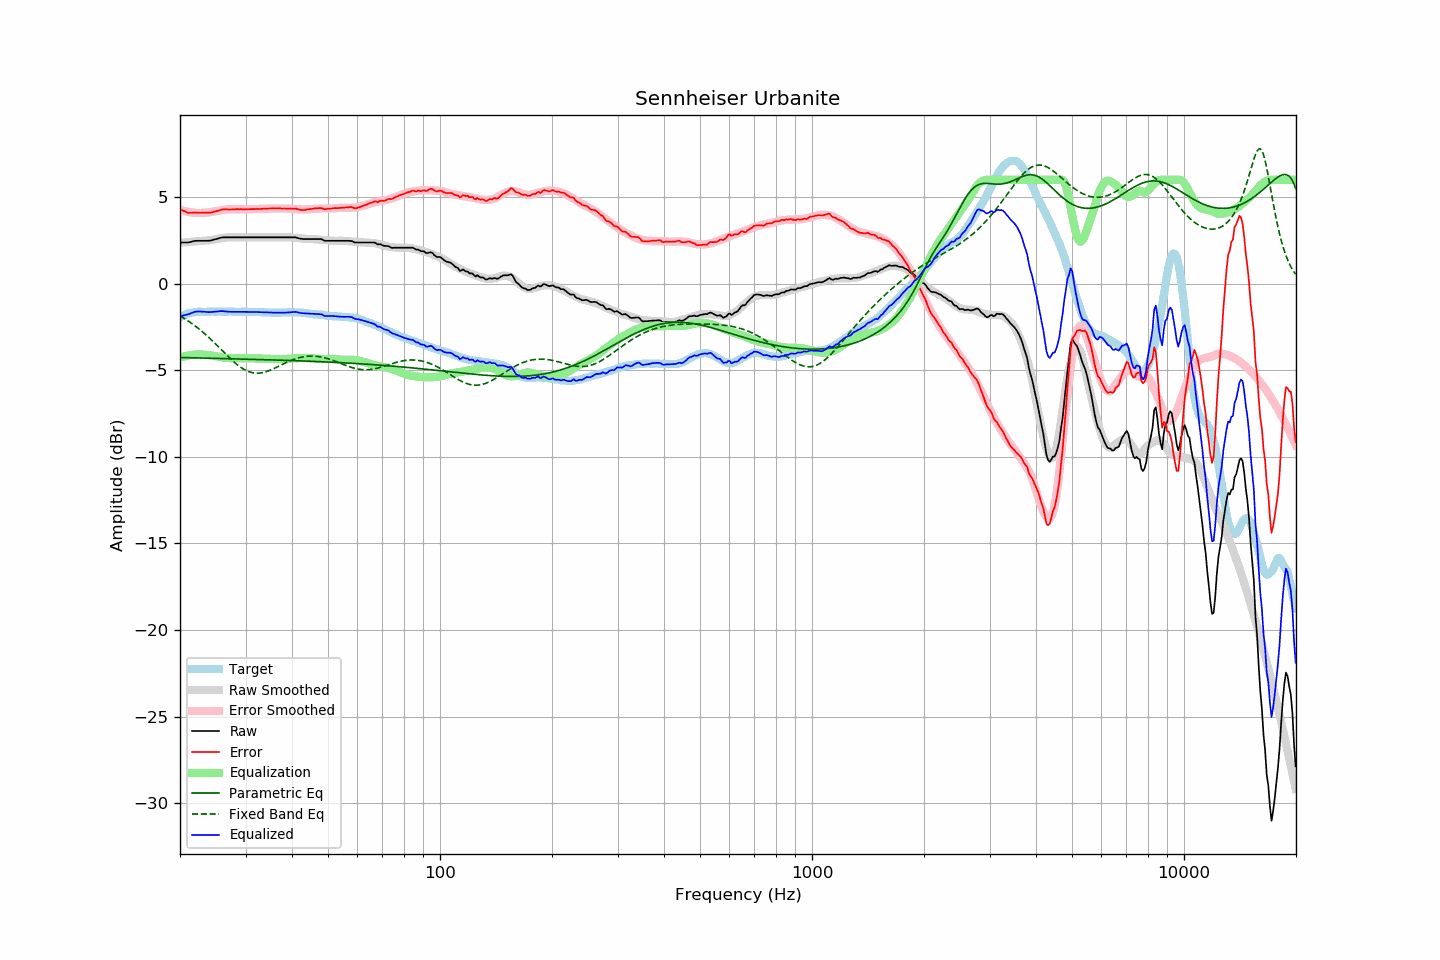 Sennheiser Urbanite
Amplitude (dBr)
5
0
−5
−10
−15
−20
−25
−30
Target
Raw Smoothed
Error Smoothed
Raw
Error
Equalization
Parametric Eq
Fixed Band Eq
Equalized
100 1000 10000
Frequency (Hz)